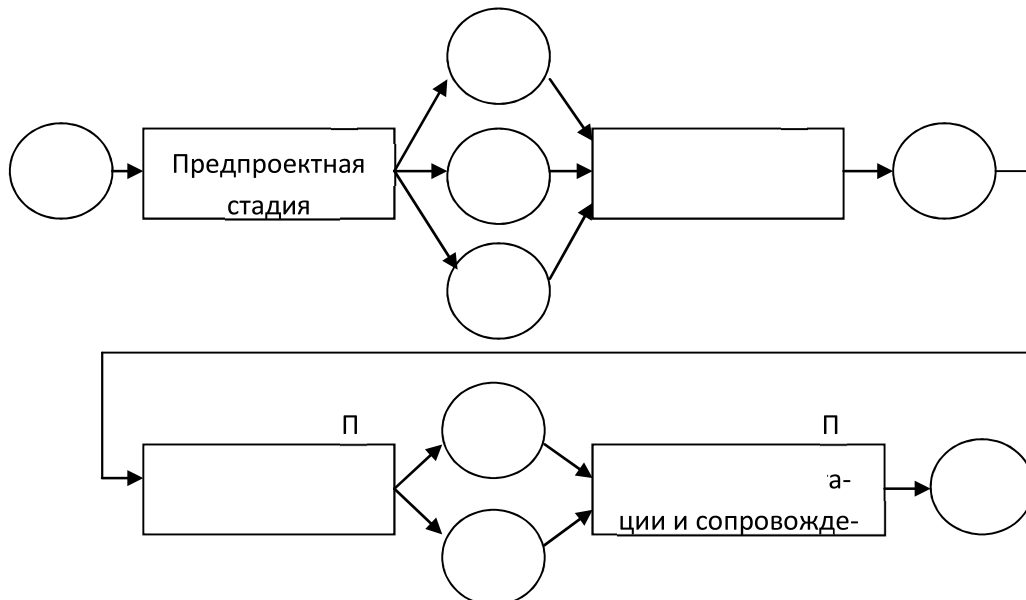 Предпроектная
стадия
П
П
а-
ции и сопровожде-